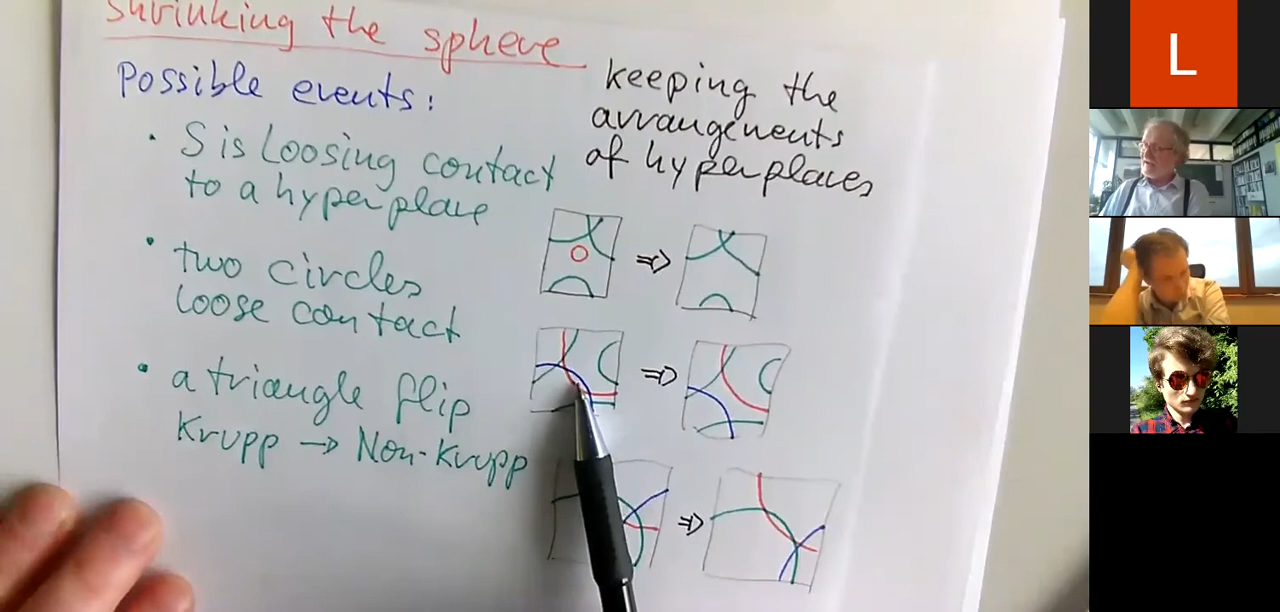 shrinking the sphere
possible events:
keeping the
arrangements
of hyperplanes
• S is Loosing contact
to a hyperplane
⇒
• two circles
loose contact
⇒
• a triangle flip
Krupp → Non-Krupp
⇒
L